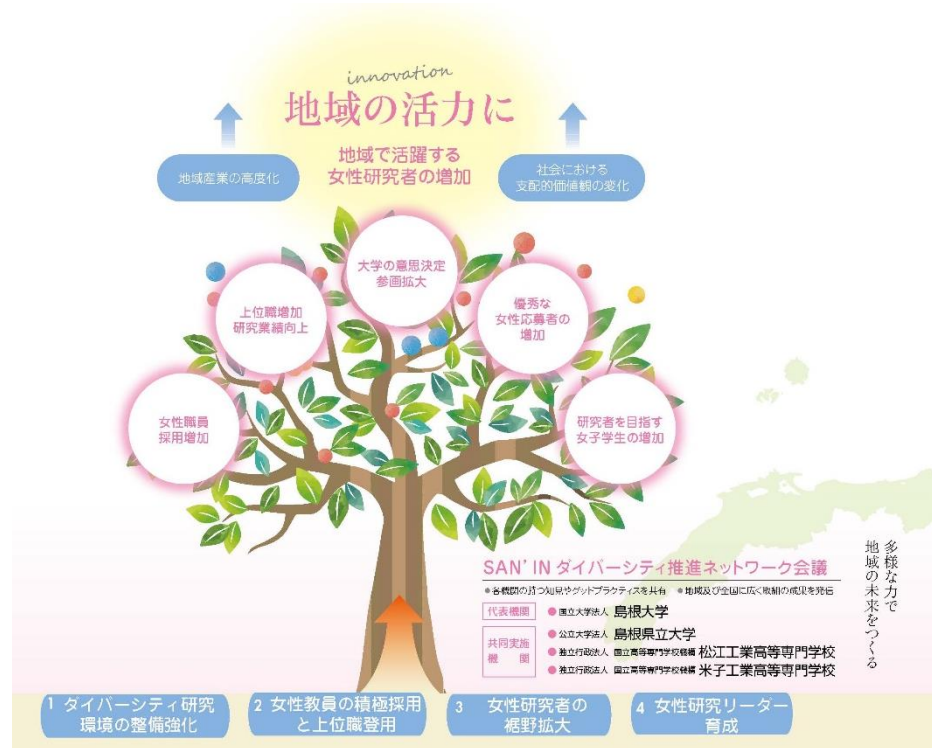 innovation
地域の活力に
地域で活躍する
女性研究者の増加
地域産業の高度化
社会における
支配的価値観の変化
大学の意思決定
参画拡大
上位職増加
研究業績向上
優秀な
女性応募者の
増加
女性職員
採用増加
研究者を目指す
女子学生の増加
SAN'IN ダイバーシティ推進ネットワーク会議
●各機関の持つ知見やグッドプラクティスを共有 ●地域及び全国に広く取組の成果を発信
代表機関
●国立大学法人 島根大学
共同実施
機関
●公立大学法人 島根県立大学
●独立行政法人 国立高等専門学校機構 松江工業高等専門学校
●独立行政法人 国立高等専門学校機構 米子工業高等専門学校
多様な力で
地域の未来をつくる
1 ダイバーシティ研究
環境の整備強化
2 女性教員の積極採用
と上位職登用
3 女性研究者の
裾野拡大
4 女性研究リーダー
育成